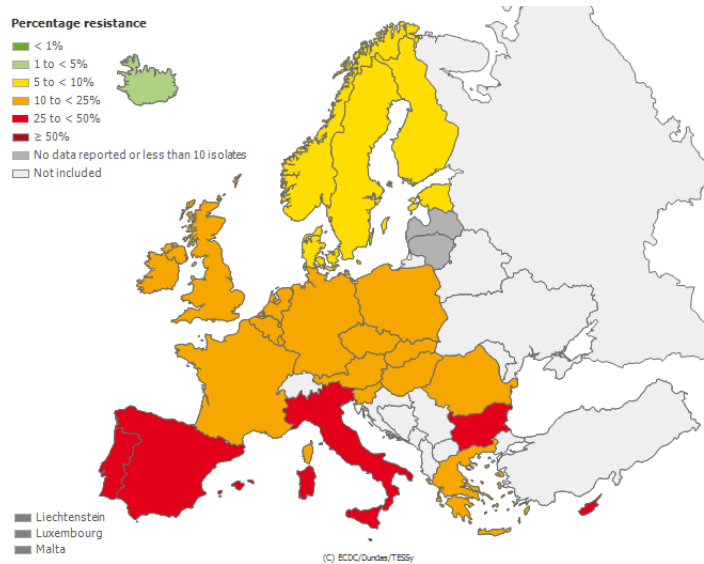 Percentage resistance
< 1%
1 to < 5%
5 to < 10%
10 to < 25%
25 to < 50%
≥ 50%
No data reported or less than 10 isolates
Not included
Liechtenstein
Luxembourg
Malta
(C) ECDC/Dundas/TESSy